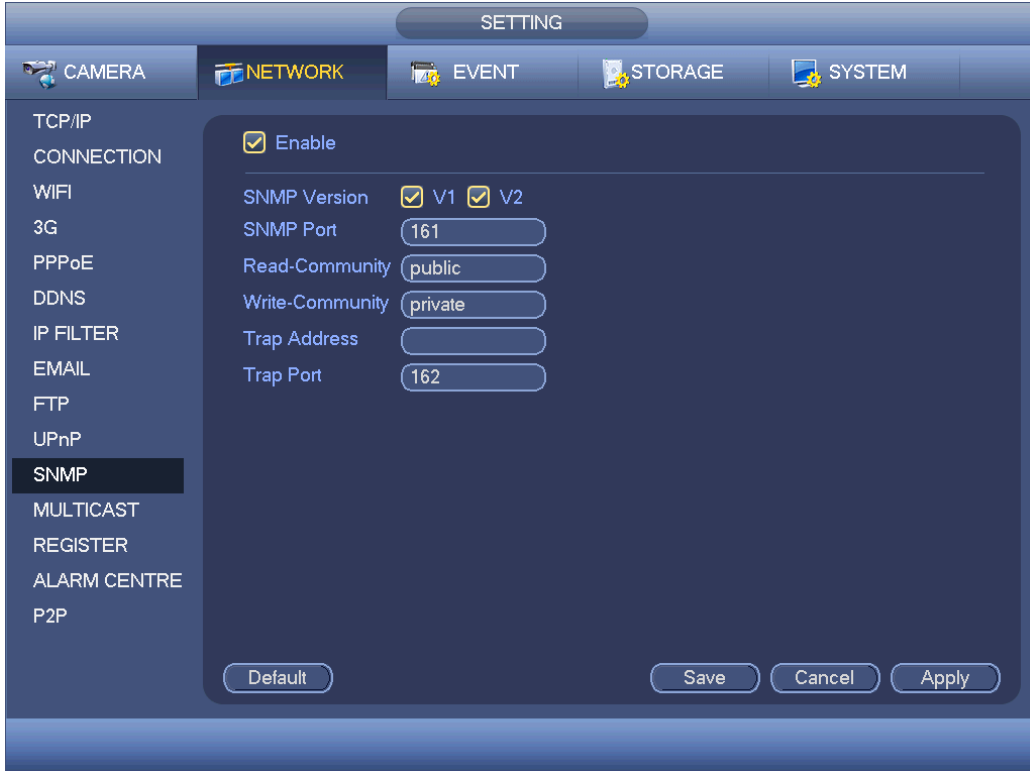 SETTING
CAMERA NETWORK EVENT STORAGE SYSTEM
TCP/IP
CONNECTION
WIFI
3G
PPPoE
DDNS
IP FILTER
EMAIL
FTP
UPnP
SNMP
MULTICAST
REGISTER
ALARM CENTRE
P2P
Enable
SNMP Version V1 V2
SNMP Port 161
Read-Community public
Write-Community private
Trap Address
Trap Port 162
Default Save Cancel Apply